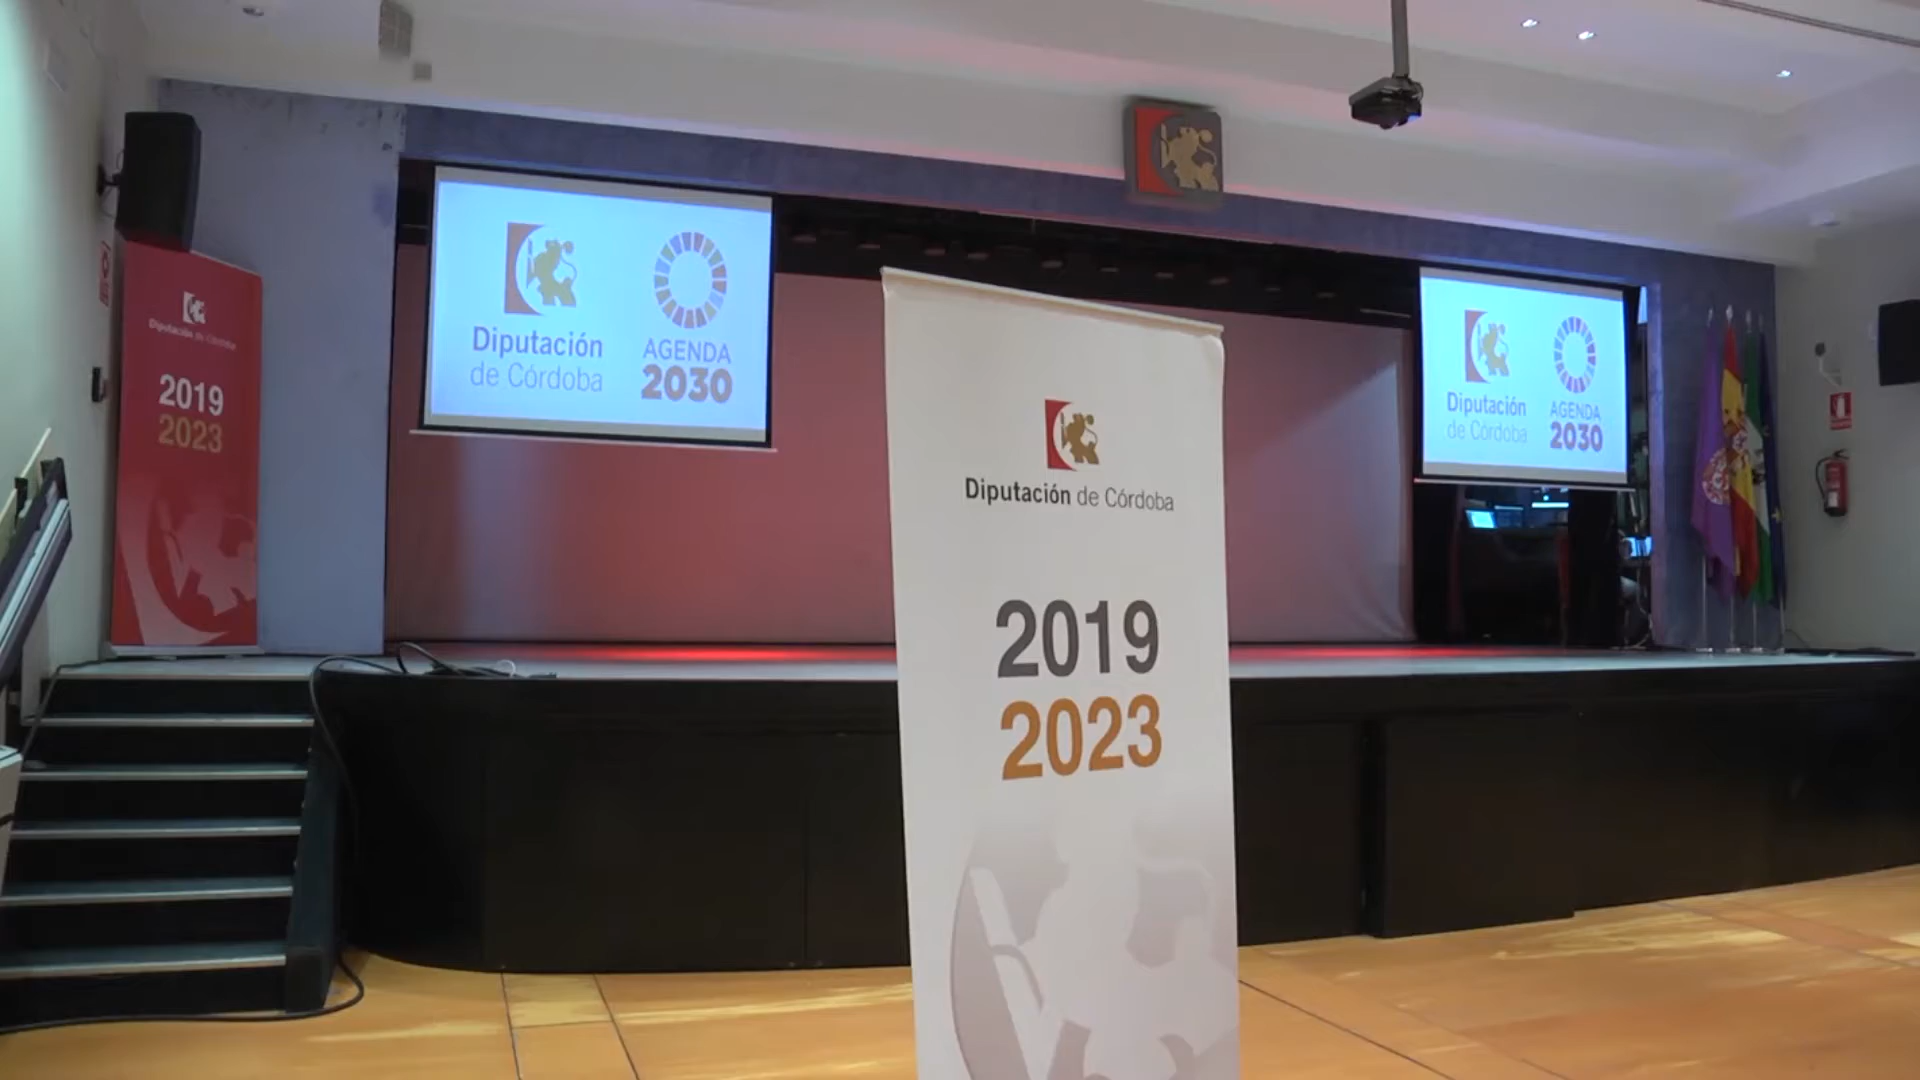 Diputación de Córdoba
2019
2023
Diputación
de Córdoba
AGENDA
2030
Diputación de Córdoba
2019
2023
Diputación
de Córdoba
AGENDA
2030